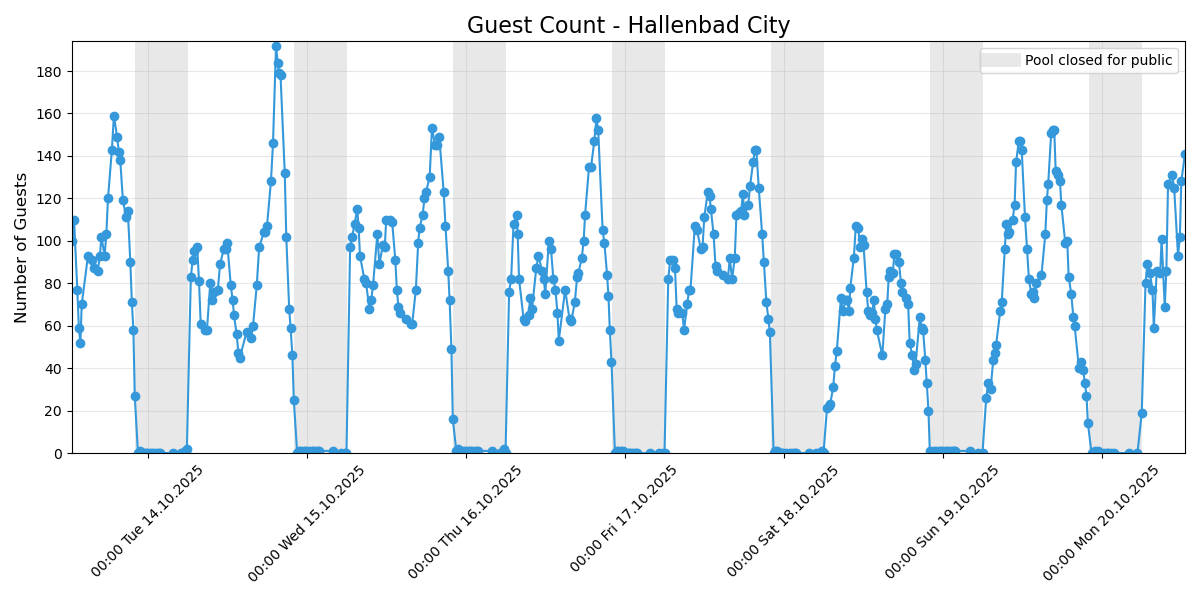 Guest Count - Hallenbad City
Pool closed for public
Number of Guests
180
160
140
120
100
80
60
40
20
0
00:00 Tue 14.10.2025
00:00 Wed 15.10.2025
00:00 Thu 16.10.2025
00:00 Fri 17.10.2025
00:00 Sat 18.10.2025
00:00 Sun 19.10.2025
00:00 Mon 20.10.2025